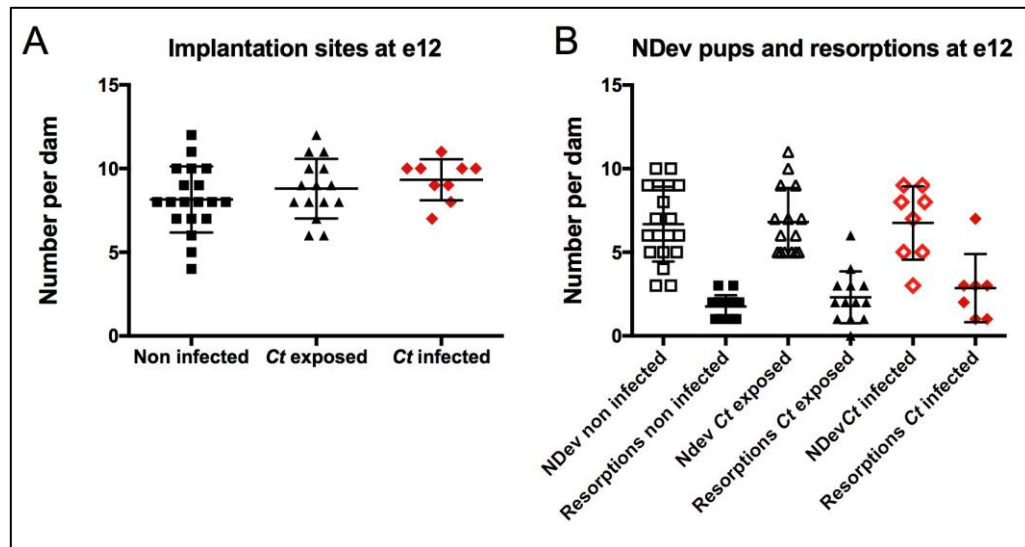 A
Implantation sites at e12
Number per dam
15
10
5
0
Non infected
Ct exposed
Ct infected
B
NDev pups and resorptions at e12
Number per dam
15
10
5
0
NDev non infected
Resorptions non infected
Ndev Ct exposed
Resorptions Ct exposed
NDev Ct infected
Resorptions Ct infected